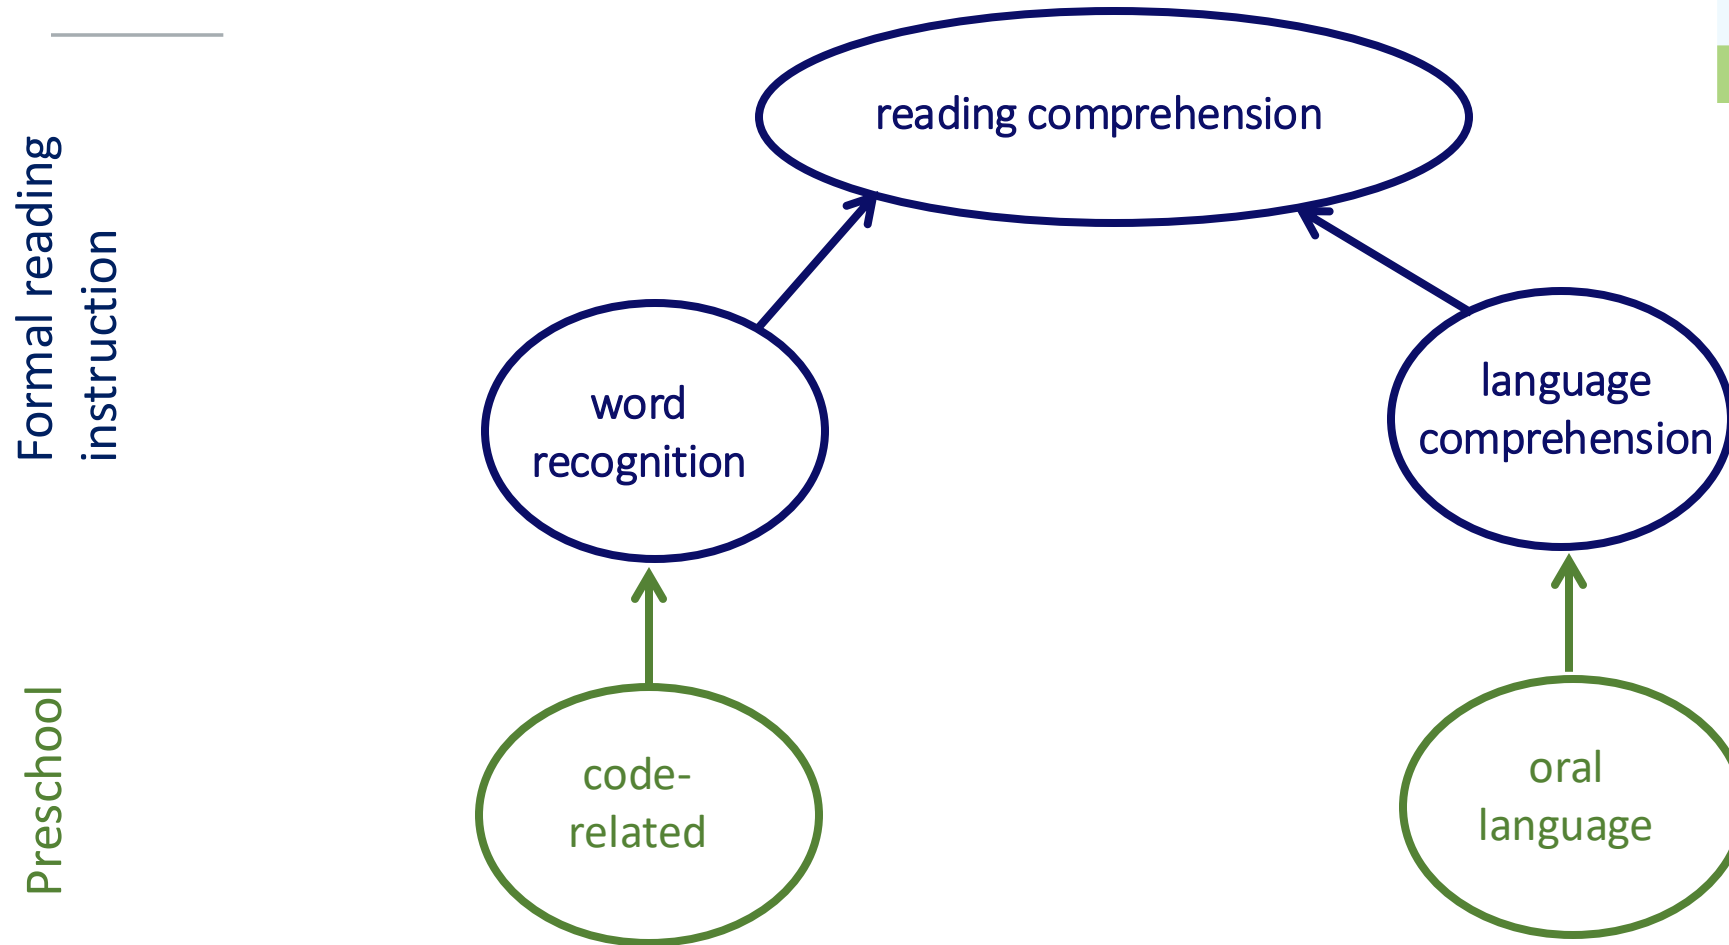 reading comprehension
Formal reading
instruction
word
recognition
language
comprehension
Preschool
code-
related
oral
language